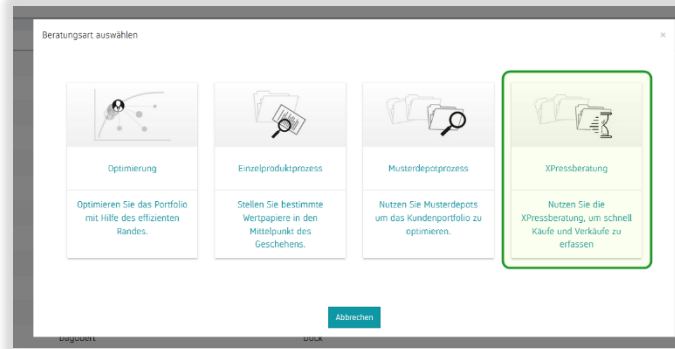 Beratungsart auswählen
×
Optimierung
Optimieren Sie das Portfolio
mit Hilfe des effizienten
Randes.
Einzelproduktprozess
Stellen Sie bestimmte
Wertpapiere in den
Mittelpunkt des
Geschehens.
Musterdepotprozess
Nutzen Sie Musterdepots
um das Kundenportfolio zu
optimieren.
XPressberatung
Nutzen Sie die
XPressberatung, um schnell
Käufe und Verkäufe zu
erfassen
Abbrechen
Dagobert Duck